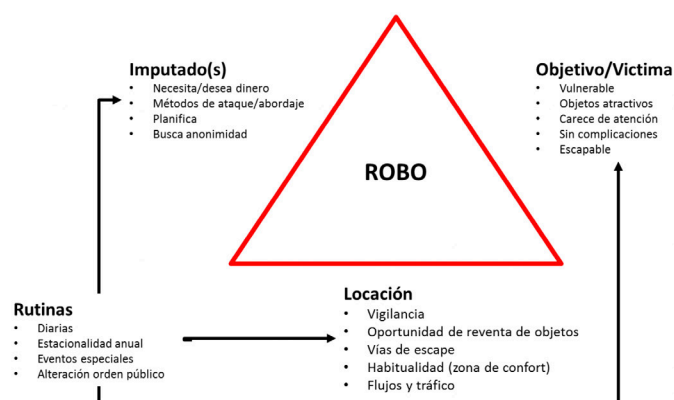 Imputado(s)
• Necesita/desea dinero
• Métodos de ataque/abordaje
• Planifica
• Busca anonimidad
Objetivo/Victima
• Vulnerable
• Objetos atractivos
• Carece de atención
• Sin complicaciones
• Escapable
ROBO
Rutinas
• Diarias
• Estacionalidad anual
• Eventos especiales
• Alteración orden público
Locación
• Vigilancia
• Oportunidad de reventa de objetos
• Vías de escape
• Habitualidad (zona de confort)
• Flujos y tráfico